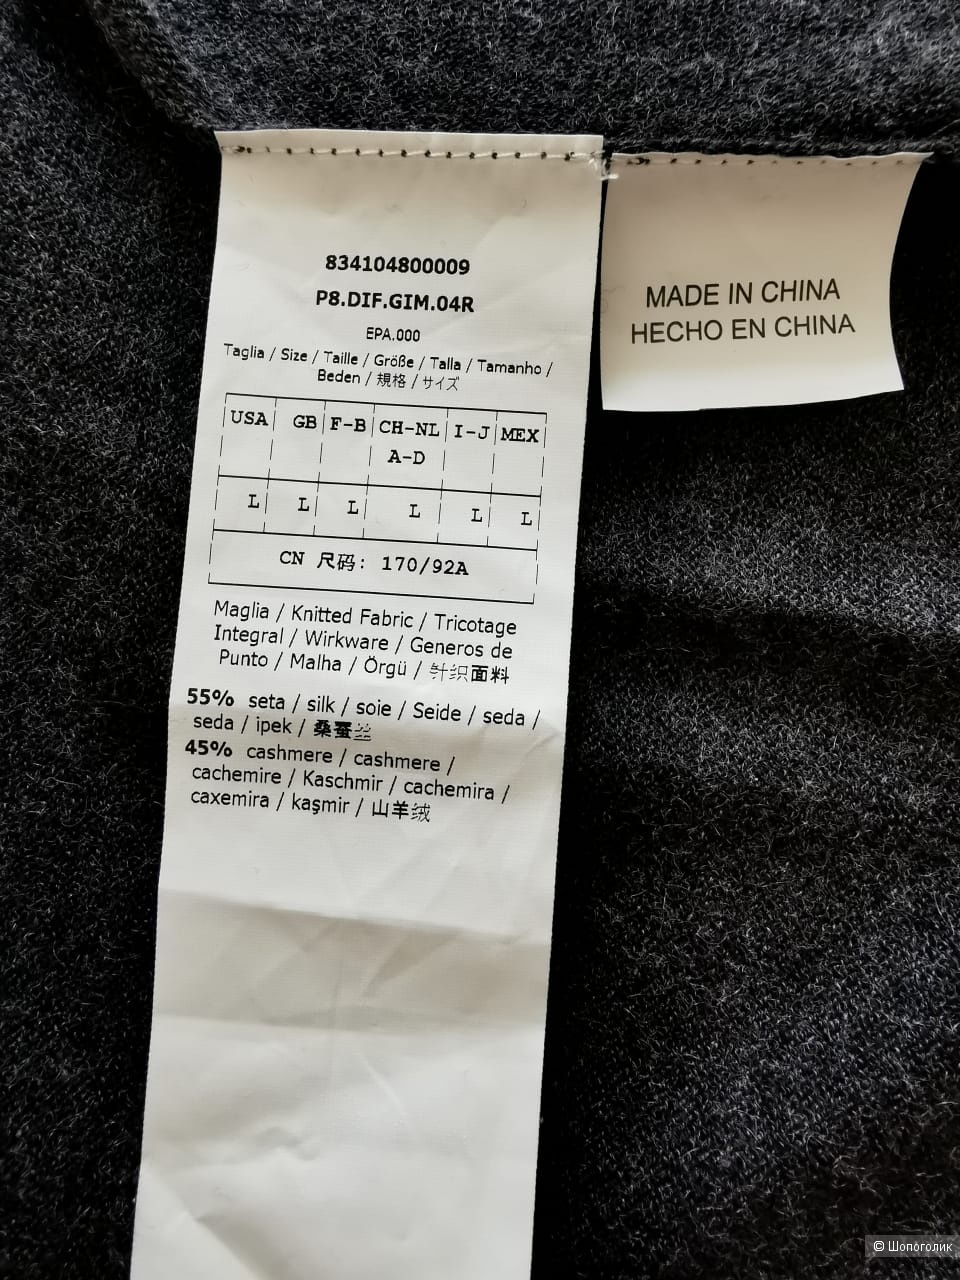 834104800009
P8.DIF.GIM.04R
EPA.000
Taglia / Size / Taille / Größe / Talla / Tamanho /
Beden / 規格 / サイズ
USA GB F-B CH-NL I-J MEX
A-D
L L L L L L
CN 尺码: 170/92A
Maglia / Knitted Fabric / Tricotage
Integral / Wirkware / Generos de
Punto / Malha / Örgü / 针织面料
55% seta / silk / soie / Seide / seda /
seda / ipek / 桑蚕丝
45% cashmere / cashmere /
cachemire / Kaschmir / cachemira /
caxemira / kaşmir / 山羊绒
MADE IN CHINA
HECHO EN CHINA
© Шопоголик